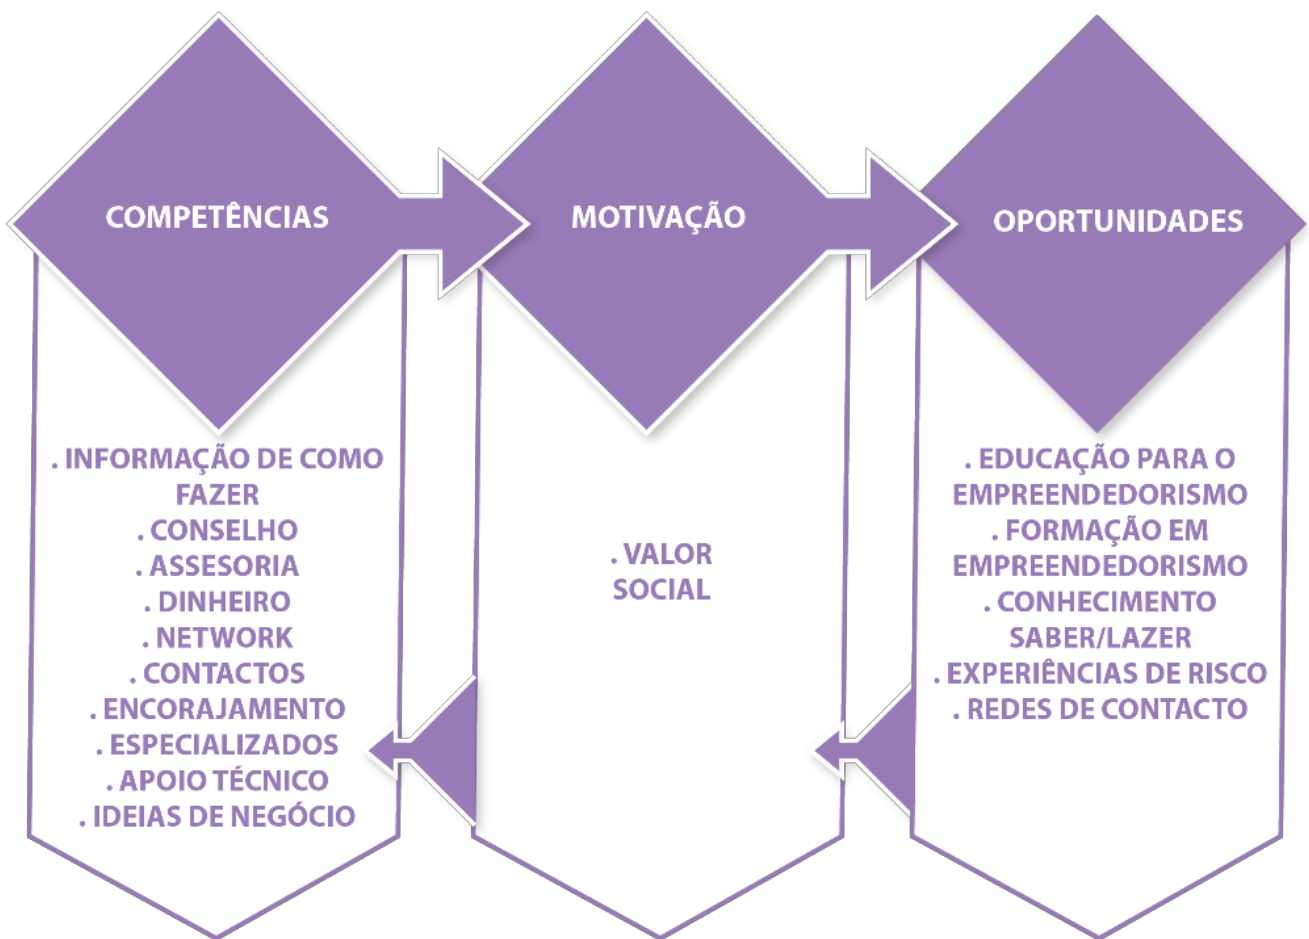 COMPETÊNCIAS
. INFORMAÇÃO DE COMO
FAZER
. CONSELHO
. ASSESORIA
. DINHEIRO
. NETWORK
. CONTACTOS
. ENCORAJAMENTO
. ESPECIALIZADOS
. APOIO TÉCNICO
. IDEIAS DE NEGÓCIO
MOTIVAÇÃO
. VALOR
SOCIAL
OPORTUNIDADES
. EDUCAÇÃO PARA O
EMPREENDEDORISMO
. FORMAÇÃO EM
EMPREENDEDORISMO
. CONHECIMENTO
SABER/LAZER
. EXPERIÊNCIAS DE RISCO
. REDES DE CONTACTO